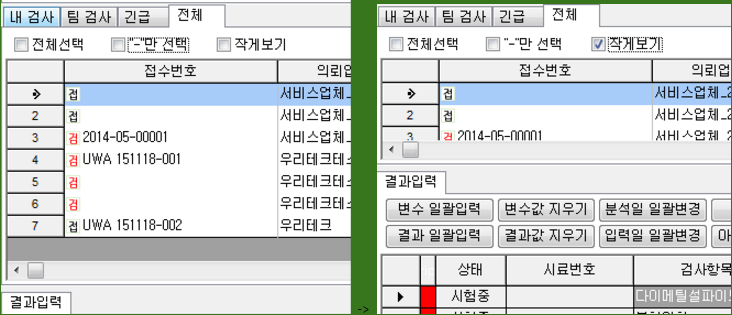 내 검사 팀 검사 긴급 전체
전체선택 "-"만 선택 작게보기
접수번호 의뢰업
접 서비스업체_
2 접 서비스업체_
3 검 2014-05-00001 서비스업체_
4 검 UWA 151118-001 우리테크테스
5 검 우리테크테스
6 검 우리테크테스
7 접 UWA 151118-002 우리테크
결과입력
->
내 검사 팀 검사 긴급 전체
전체선택 "-"만 선택 작게보기
접수번호 의뢰업
접 서비스업체_2
2 접 서비스업체_2
3 검 2014-05-00001 서비스업체_2
결과입력
변수 일괄입력 변수값 지우기 분석일 일괄변경
결과 일괄입력 결과값 지우기 입력일 일괄변경
상태 시료번호 검사항목
시험중 다이메틸설파이드